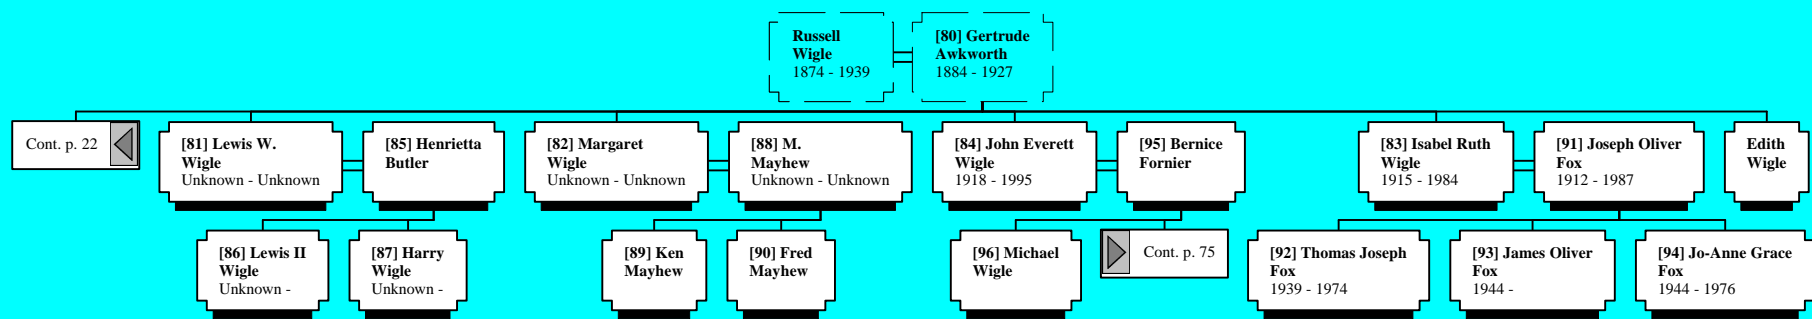 Russell
Wigle
1874 - 1939
[80] Gertrude
Awkworth
1884 - 1927
Cont. p. 22
[81] Lewis W.
Wigle
Unknown - Unknown
[85] Henrietta
Butler
[82] Margaret
Wigle
Unknown - Unknown
[88] M.
Mayhew
Unknown - Unknown
[84] John Everett
Wigle
1918 - 1995
[95] Bernice
Fornier
[83] Isabel Ruth
Wigle
1915 - 1984
[91] Joseph Oliver
Fox
1912 - 1987
Edith
Wigle
[86] Lewis II
Wigle
Unknown -
[87] Harry
Wigle
Unknown -
[89] Ken
Mayhew
[90] Fred
Mayhew
[96] Michael
Wigle
Cont. p. 75
[92] Thomas Joseph
Fox
1939 - 1974
[93] James Oliver
Fox
1944 -
[94] Jo-Anne Grace
Fox
1944 - 1976